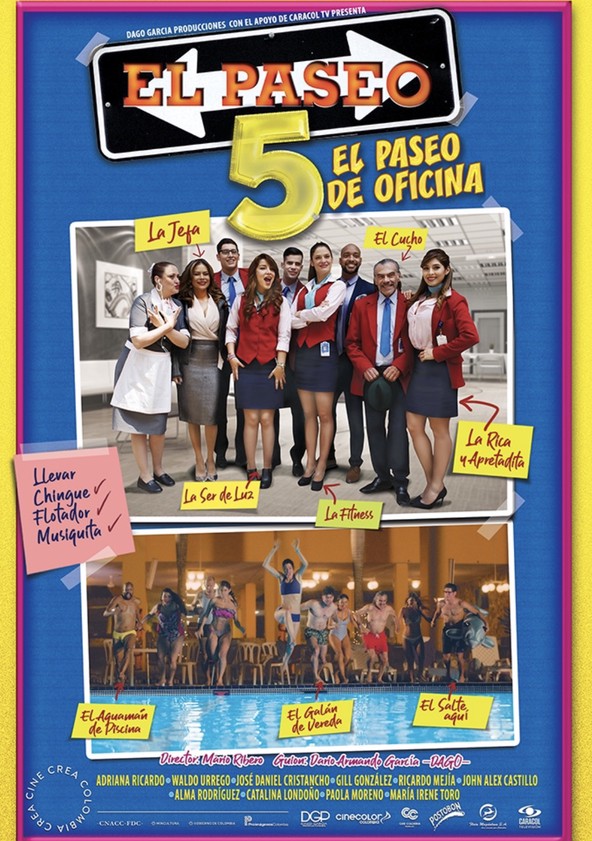 DAGO GARCIA PRODUCCIONES CON EL APOYO DE CARACOL TV PRESENTA
EL PASEO
5
EL PASEO
DE OFICINA
La Jefa
El Cucho
La Rica
y Apretadita
La Ser de Luz
La Fitness
Llevar
Chingue
Flotador
Musiquita
El Aquamán
de Piscina
El Galán
de Vereda
El Salte
aquí
Director: Mario Ribero Guion: Darío Armando García -DAGO-
ADRIANA RICARDO • WALDO URREGO • JOSÉ DANIEL CRISTANCHO • GILL GONZÁLEZ • RICARDO MEJÍA • JOHN ALEX CASTILLO
• ALMA RODRÍGUEZ • CATALINA LONDOÑO • PAOLA MORENO • MARÍA IRENE TORO
CREA CINE CREA COLOMBIA
CNACC-FDC
DGP
cinecolor
POSTOBON
CARACOL
TELEVISIÓN